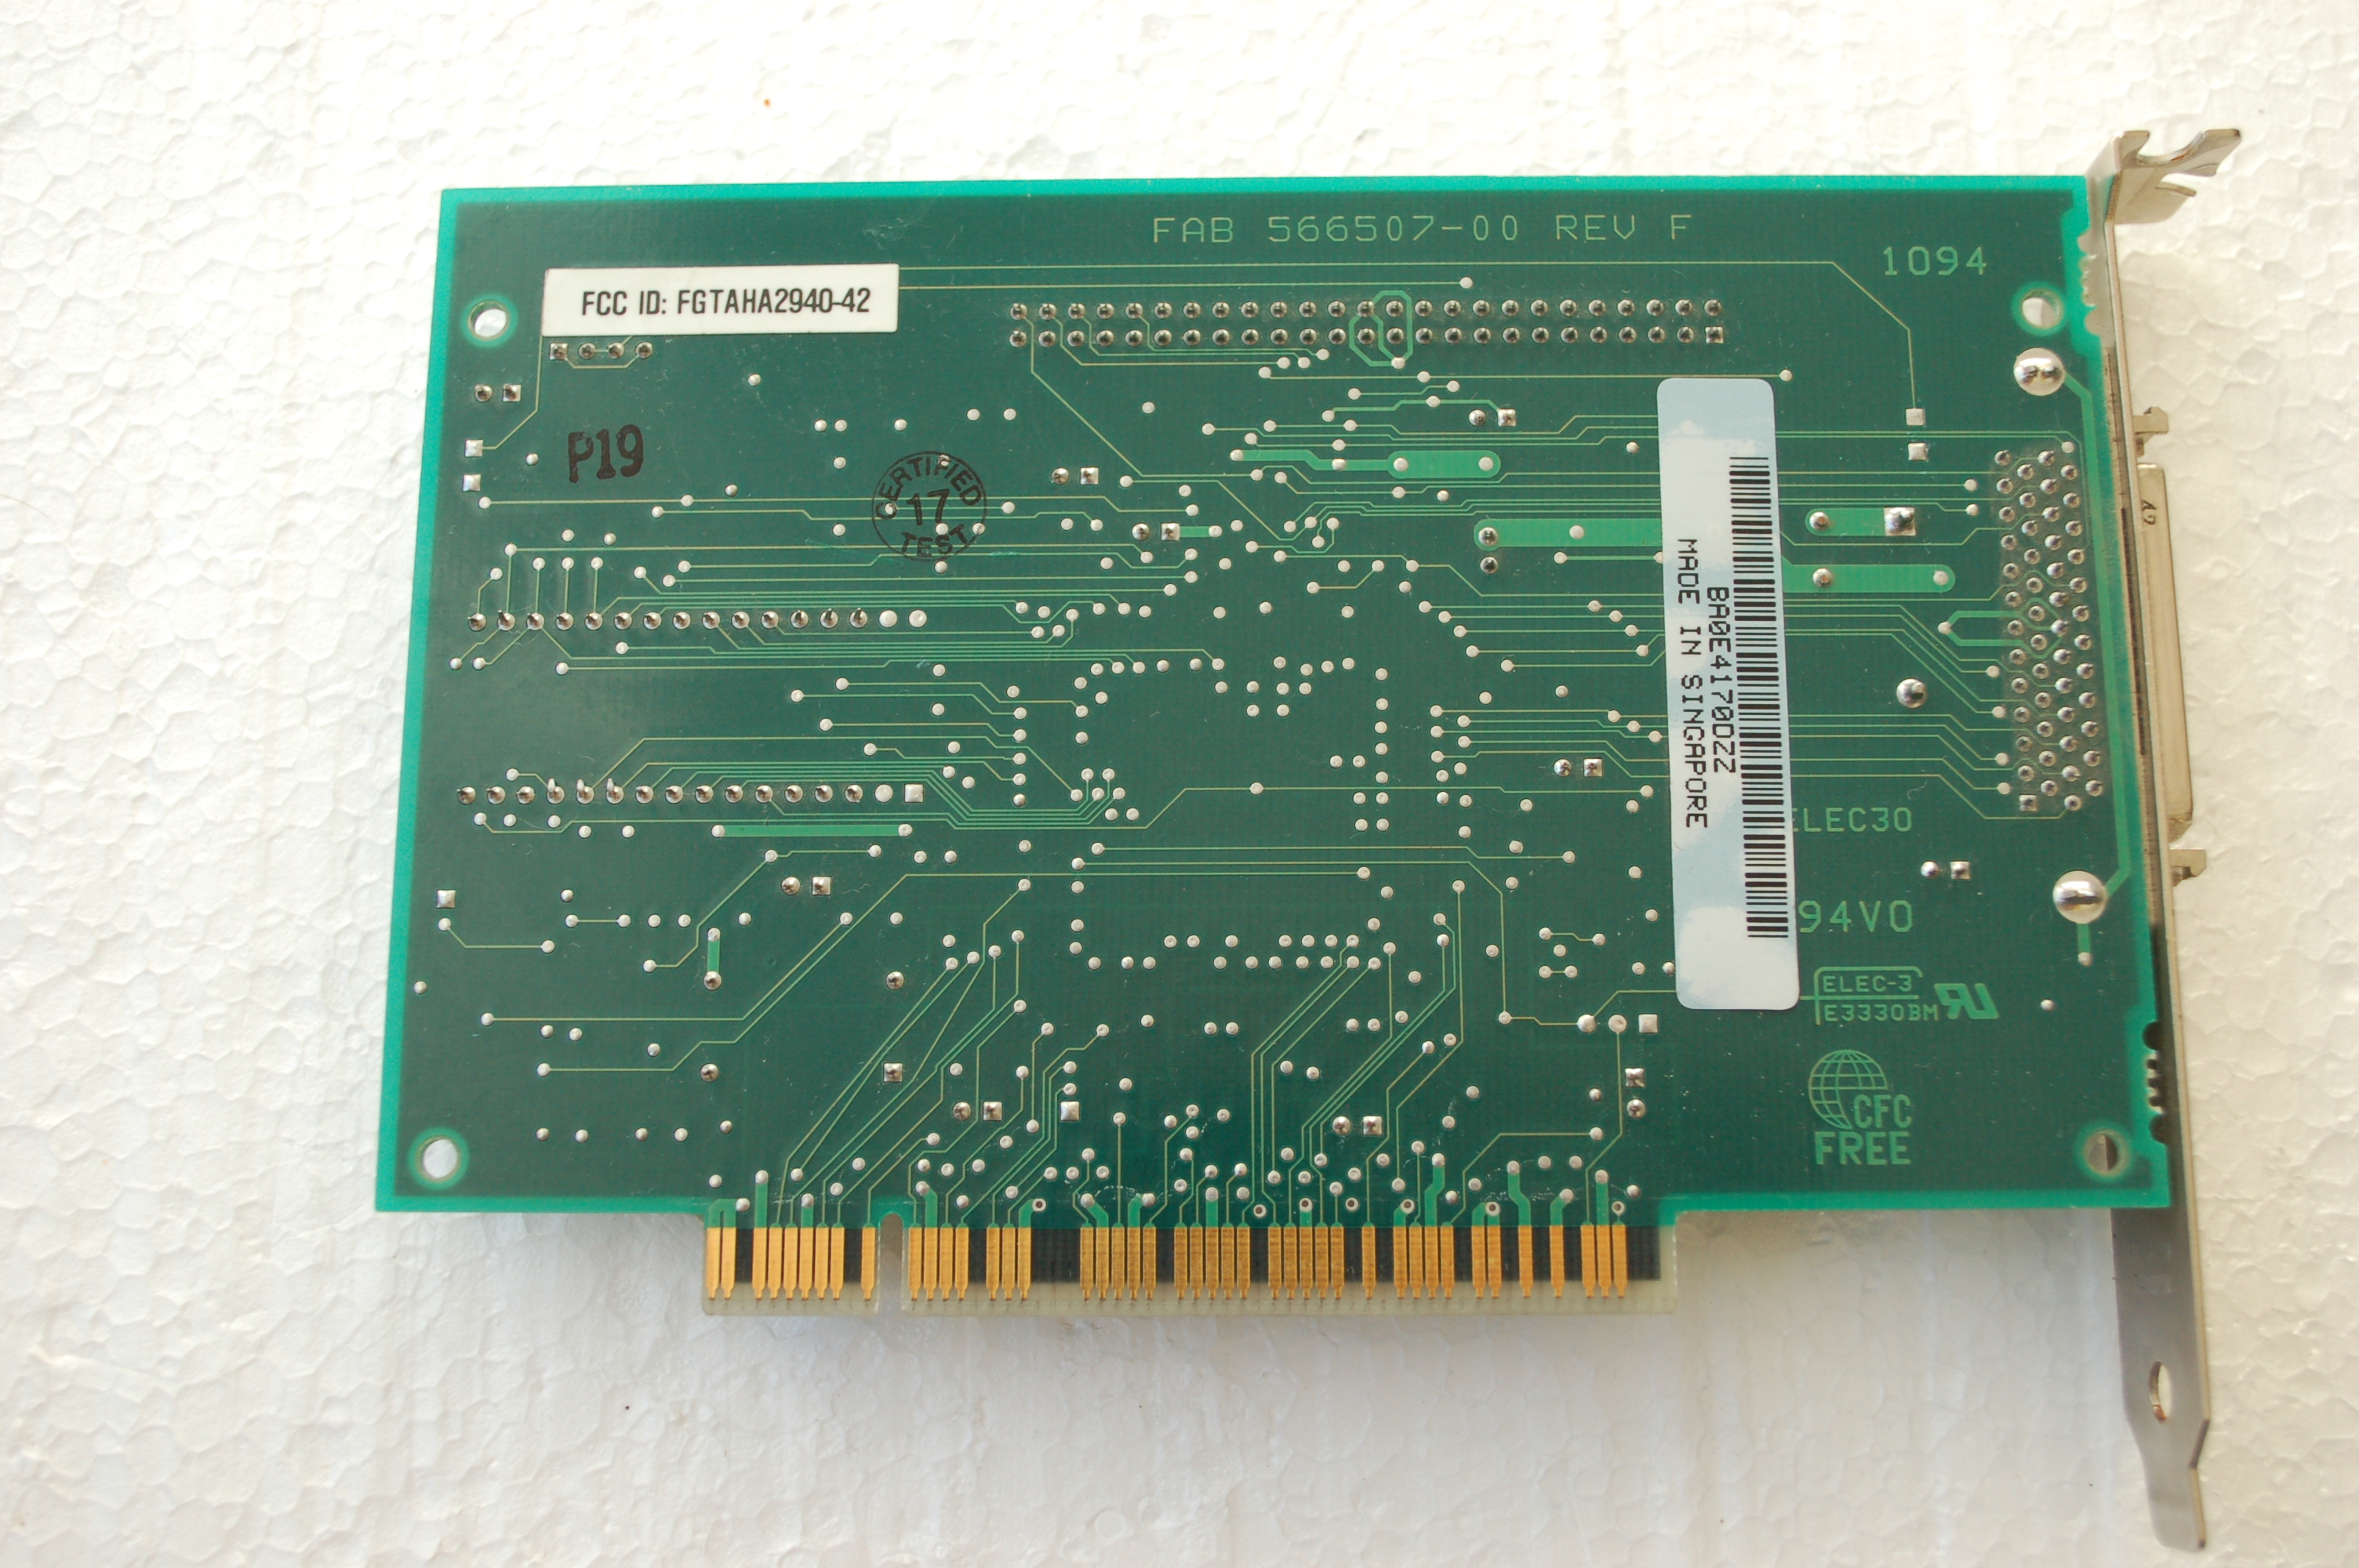 FAB 566507-00 REV F
1094
FCC ID: FGTAHA2940-42
P19
CERTIFIED
17
TEST
BA0E4170DZZ
MADE IN SINGAPORE
ELEC30
94V0
ELEC-3
E3330BM
CFC
FREE